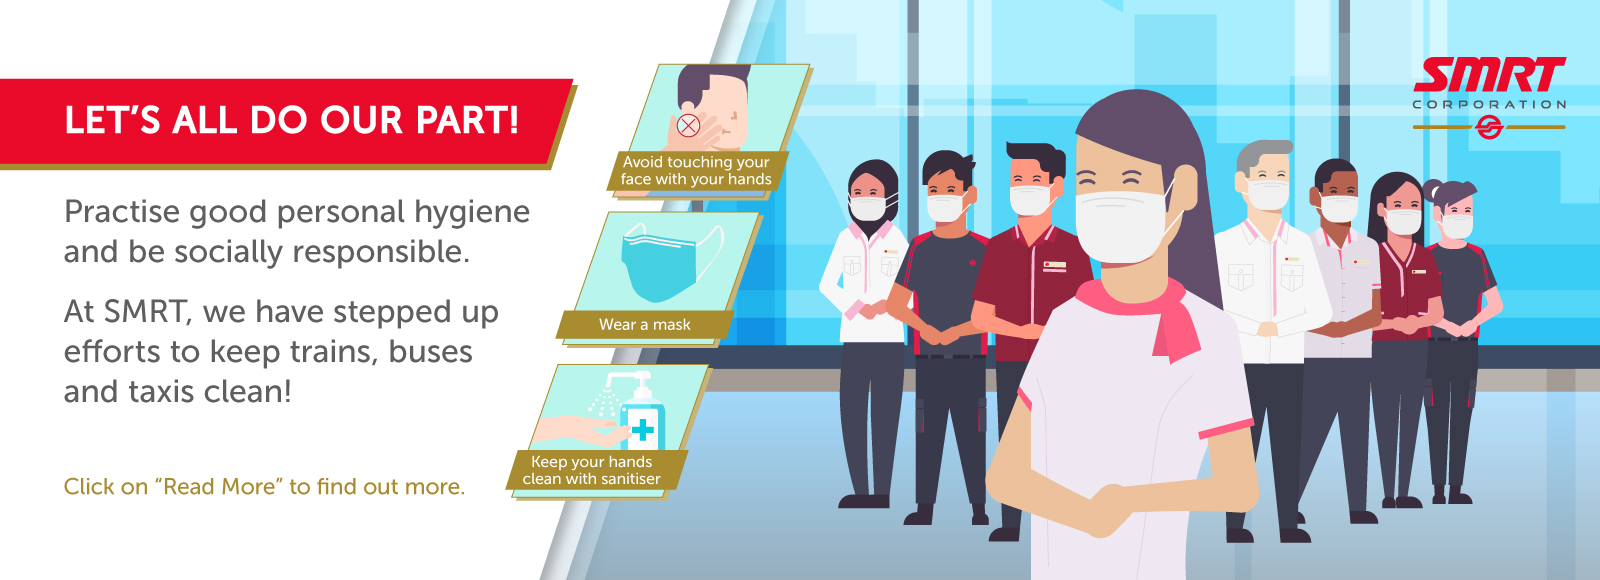 LET'S ALL DO OUR PART!
Practise good personal hygiene
and be socially responsible.
At SMRT, we have stepped up
efforts to keep trains, buses
and taxis clean!
Click on “Read More” to find out more.
Avoid touching your
face with your hands
Wear a mask
Keep your hands
clean with sanitiser
SMRT
CORPORATION